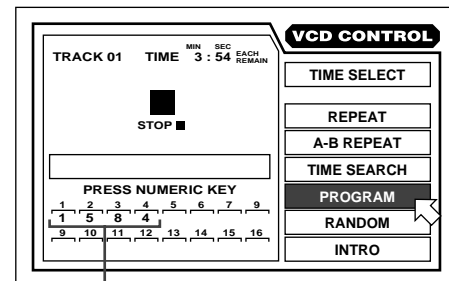 VCD CONTROL
TRACK 01 TIME MIN 3 : SEC 54 EACH REMAIN
STOP
PRESS NUMERIC KEY
1 2 3 4 5 6 7 9
1 5 8 4
9 10 11 12 13 14 15 16
TIME SELECT
REPEAT
A-B REPEAT
TIME SEARCH
PROGRAM
RANDOM
INTRO